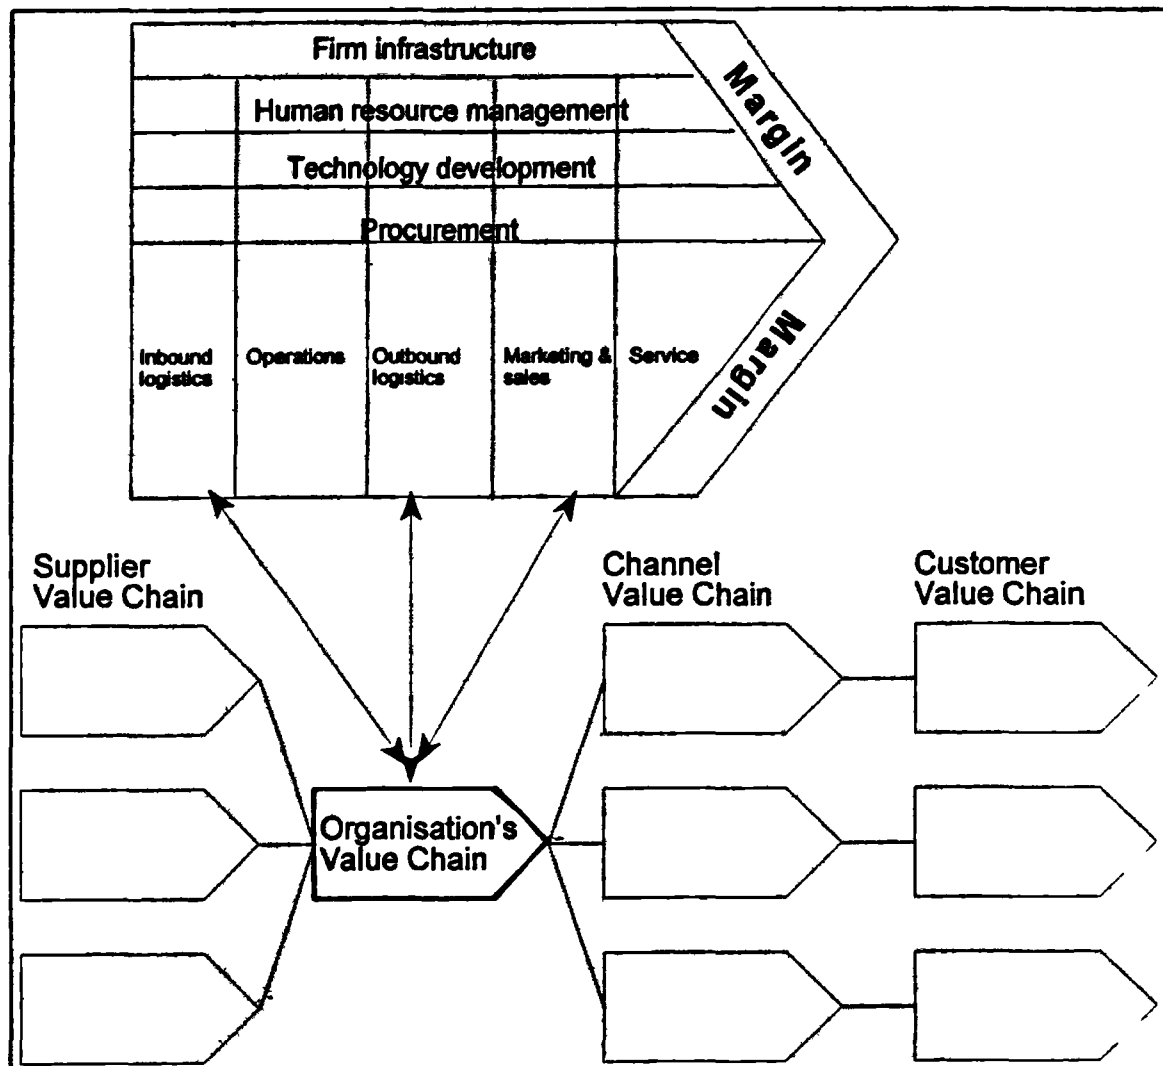 Firm infrastructure
Human resource management
Technology development
Procurement
Margin
Margin
Inbound
logistics
Operations
Outbound
logistics
Marketing &
sales
Service
Supplier
Value Chain
Channel
Value Chain
Customer
Value Chain
Organisation's
Value Chain